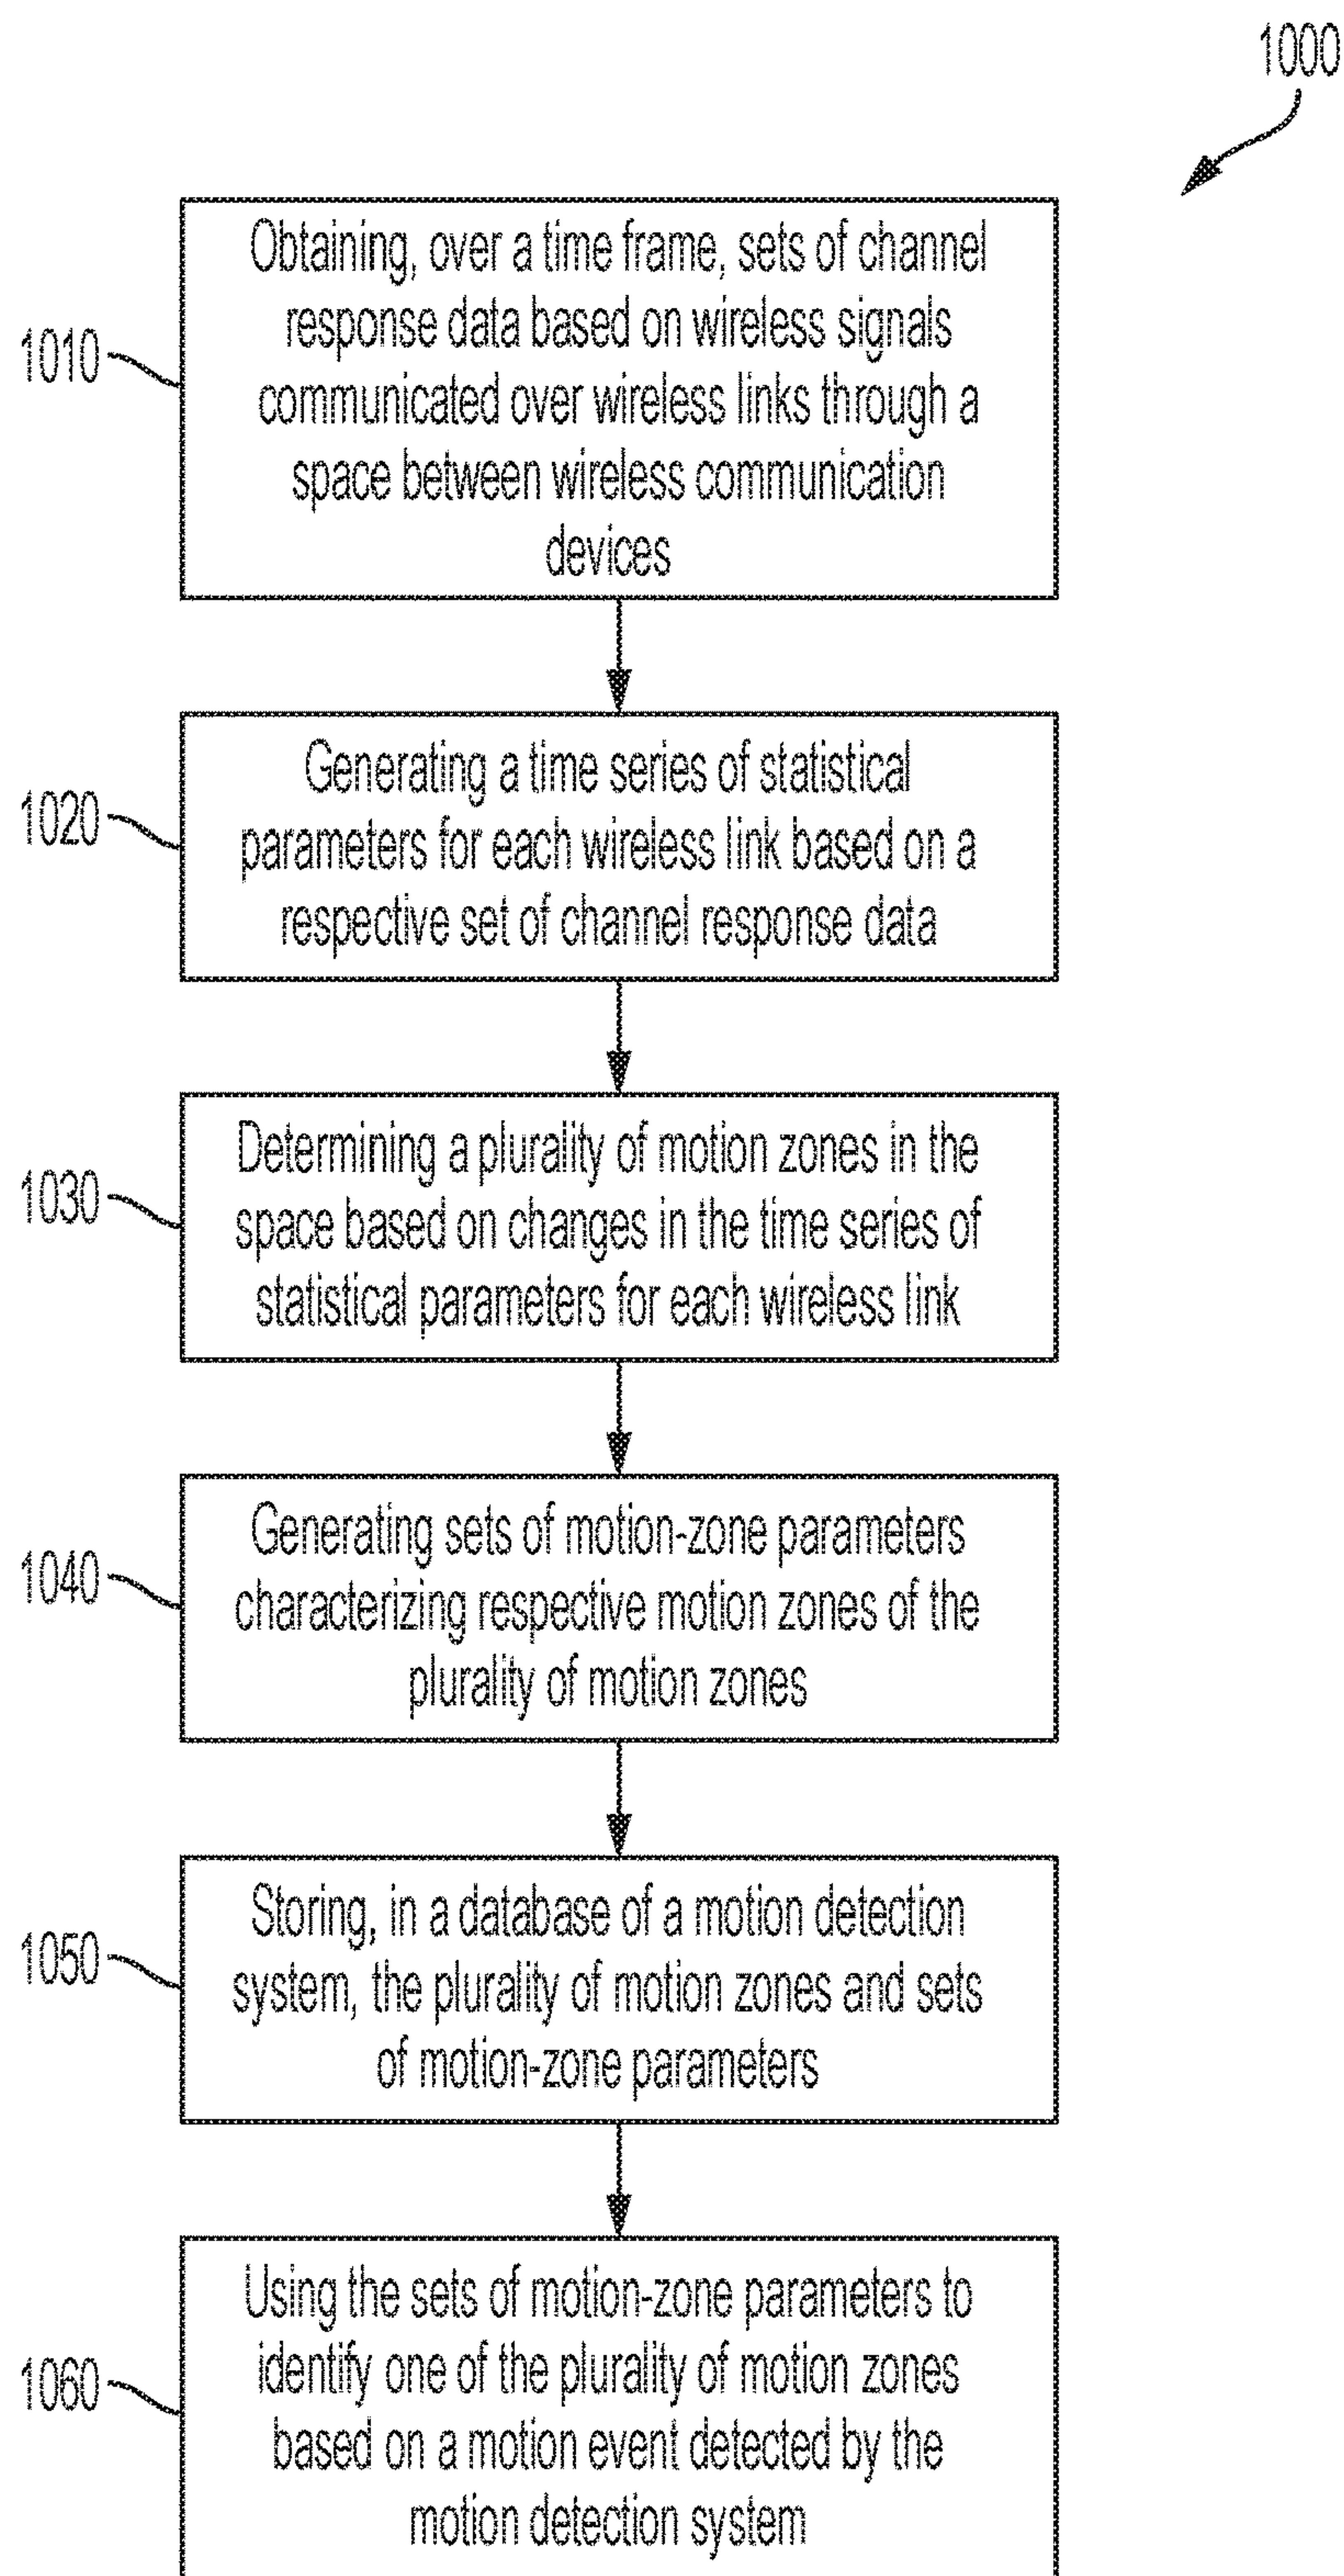 1000
1010
Obtaining, over a time frame, sets of channel
response data based on wireless signals
communicated over wireless links through a
space between wireless communication
devices
1020
Generating a time series of statistical
parameters for each wireless link based on a
respective set of channel response data
1030
Determining a plurality of motion zones in the
space based on changes in the time series of
statistical parameters for each wireless link
1040
Generating sets of motion-zone parameters
characterizing respective motion zones of the
plurality of motion zones
1050
Storing, in a database of a motion detection
system, the plurality of motion zones and sets
of motion-zone parameters
1060
Using the sets of motion-zone parameters to
identify one of the plurality of motion zones
based on a motion event detected by the
motion detection system